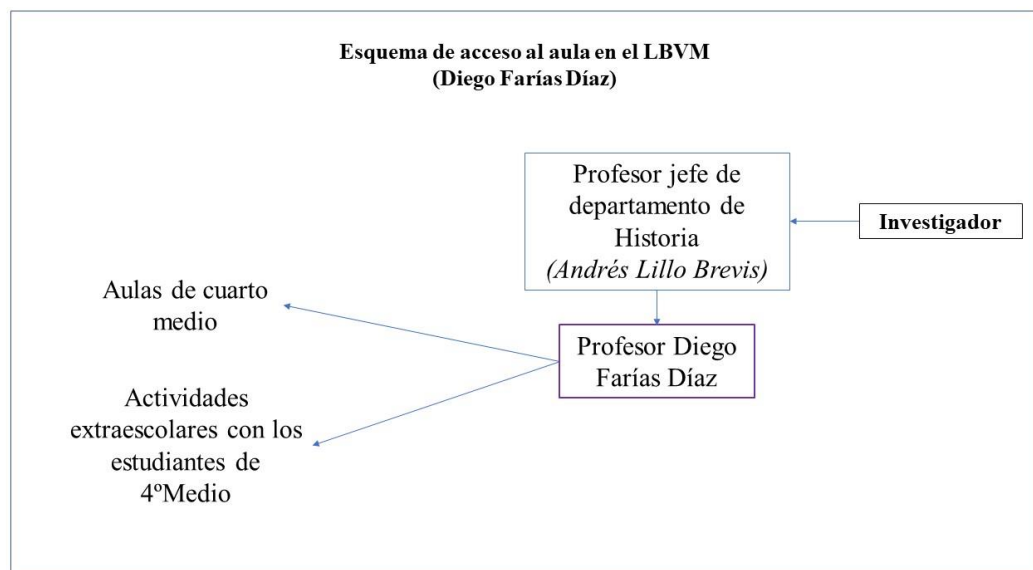 Esquema de acceso al aula en el LBVM
(Diego Farías Díaz)
Profesor jefe de
departamento de
Historia
(Andrés Lillo Brevis)
Investigador
Aulas de cuarto
medio
Profesor Diego
Farías Díaz
Actividades
extraescolares con los
estudiantes de
4ºMedio